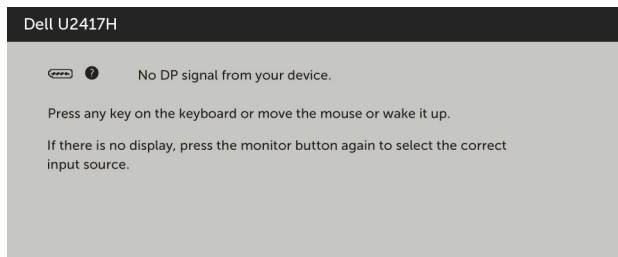 Dell U2417H
? No DP signal from your device.
Press any key on the keyboard or move the mouse or wake it up.
If there is no display, press the monitor button again to select the correct
input source.